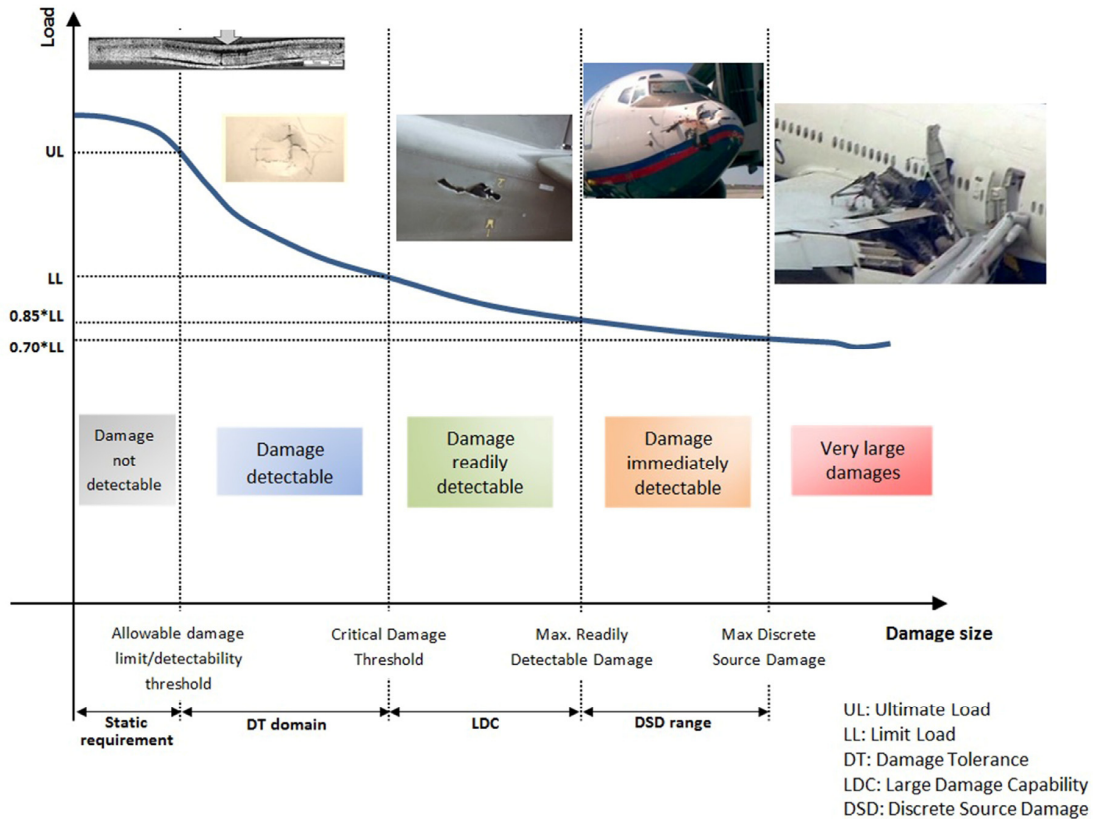 Load
UL
LL
0.85*LL
0.70*LL
Damage
not
detectable
Damage
detectable
Damage
readily
detectable
Damage
immediately
detectable
Very large
damages
Allowable damage
limit/detectability
threshold
Critical Damage
Threshold
Max. Readily
Detectable Damage
Max Discrete
Source Damage
Damage size
Static
requirement
DT domain
LDC
DSD range
UL: Ultimate Load
LL: Limit Load
DT: Damage Tolerance
LDC: Large Damage Capability
DSD: Discrete Source Damage